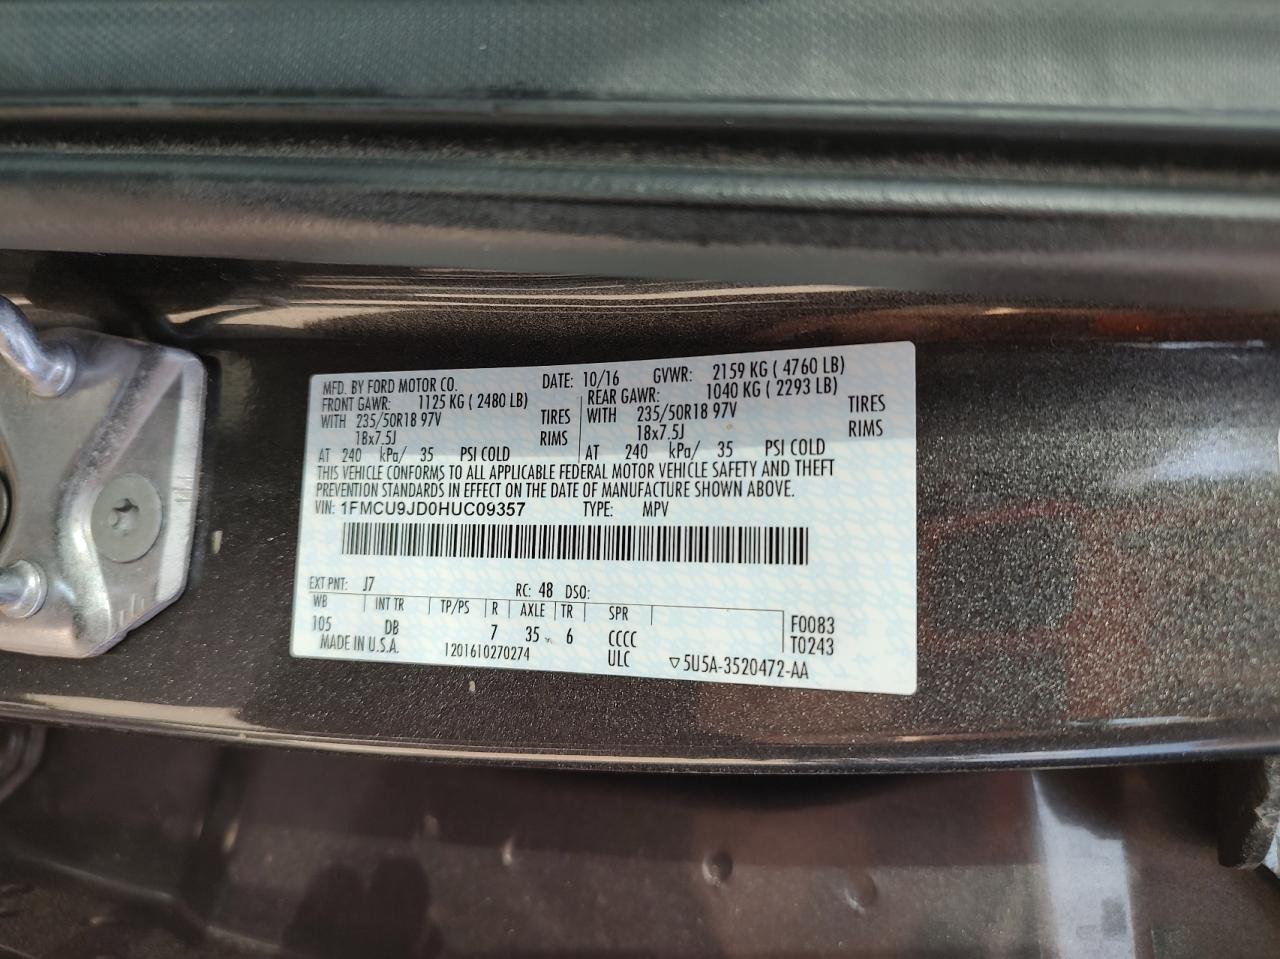 MFD. BY FORD MOTOR CO. DATE: 10/16 GVWR: 2159 KG ( 4760 LB)
FRONT GAWR: 1125 KG ( 2480 LB) REAR GAWR: 1040 KG ( 2293 LB)
WITH 235/50R18 97V TIRES WITH 235/50R18 97V TIRES
18x7.5J RIMS 18x7.5J RIMS
AT 240 kPa/ 35 PSI COLD AT 240 kPa/ 35 PSI COLD
THIS VEHICLE CONFORMS TO ALL APPLICABLE FEDERAL MOTOR VEHICLE SAFETY AND THEFT
PREVENTION STANDARDS IN EFFECT ON THE DATE OF MANUFACTURE SHOWN ABOVE.
VIN: 1FMCU9JD0HUC09357 TYPE: MPV
EXT PNT: J7 RC: 48 DSO:
WB INT TR TP/PS R AXLE TR SPR
105 DB 7 35 6 CCCC F0083
MADE IN U.S.A. 1201610270274 ULC T0243
▽5U5A-3520472-AA